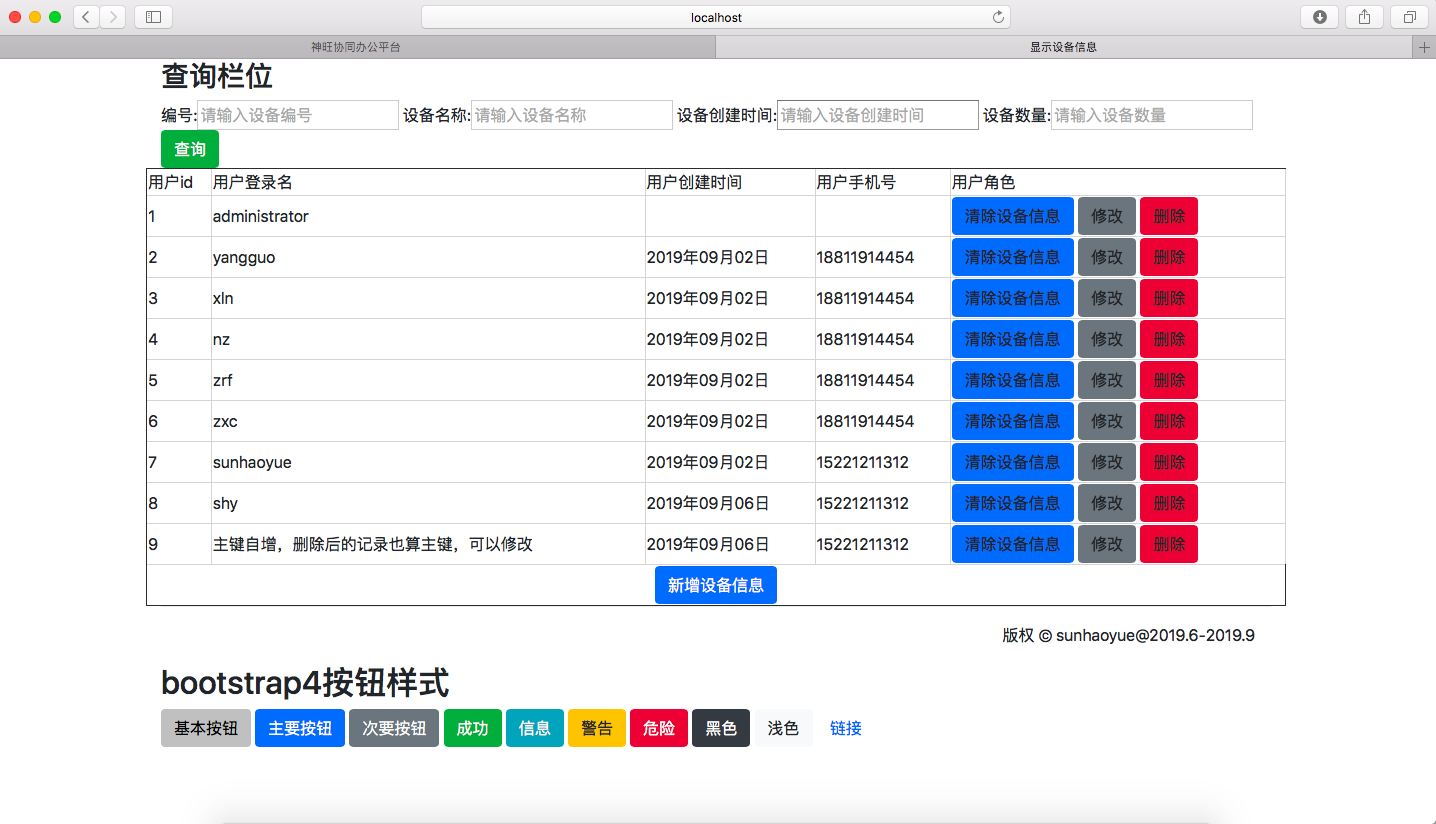 localhost
神旺协同办公平台 显示设备信息
查询栏位
编号:请输入设备编号 设备名称:请输入设备名称 设备创建时间:请输入设备创建时间 设备数量:请输入设备数量
查询
用户id 用户登录名 用户创建时间 用户手机号 用户角色
1 administrator 清除设备信息 修改 删除
2 yangguo 2019年09月02日 18811914454 清除设备信息 修改 删除
3 xln 2019年09月02日 18811914454 清除设备信息 修改 删除
4 nz 2019年09月02日 18811914454 清除设备信息 修改 删除
5 zrf 2019年09月02日 18811914454 清除设备信息 修改 删除
6 zxc 2019年09月02日 18811914454 清除设备信息 修改 删除
7 sunhaoyue 2019年09月02日 15221211312 清除设备信息 修改 删除
8 shy 2019年09月06日 15221211312 清除设备信息 修改 删除
9 主键自增，删除后的记录也算主键，可以修改 2019年09月06日 15221211312 清除设备信息 修改 删除
新增设备信息
版权 © sunhaoyue@2019.6-2019.9
bootstrap4按钮样式
基本按钮 主要按钮 次要按钮 成功 信息 警告 危险 黑色 浅色 链接